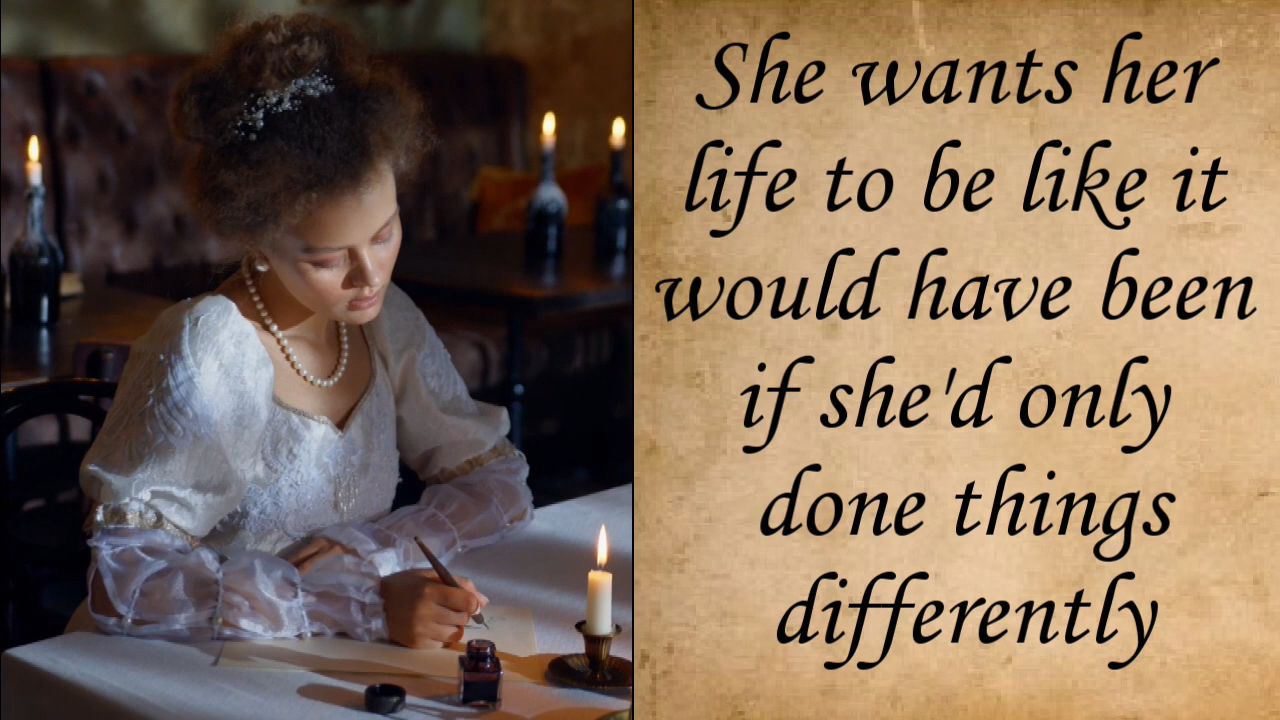 She wants her
life to be like it
would have been
if she'd only
done things
differently